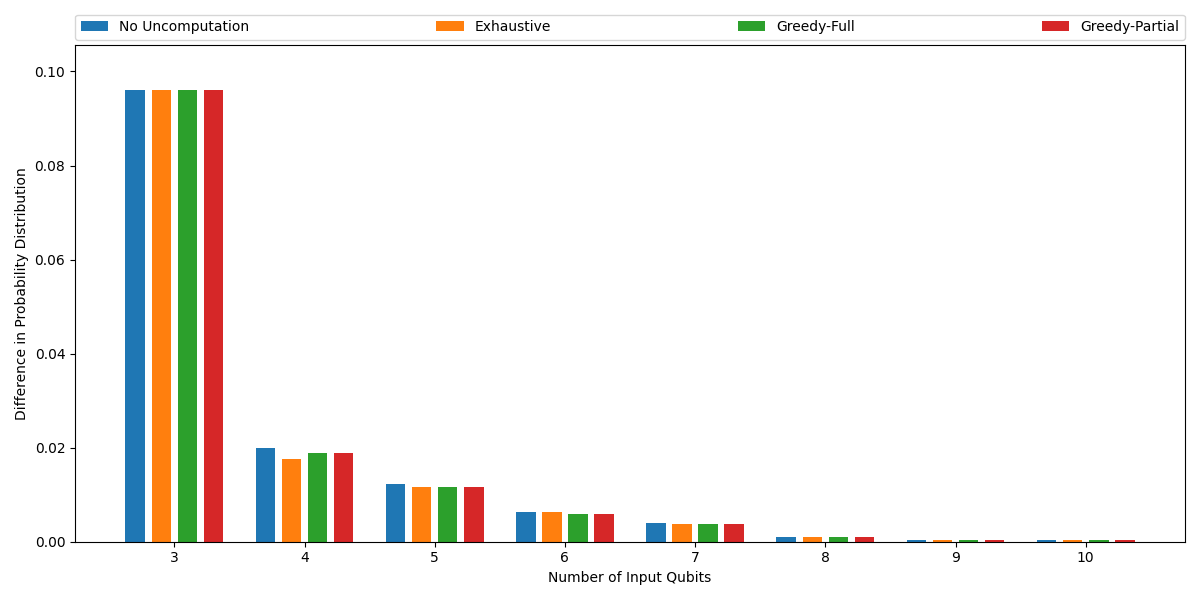 No Uncomputation Exhaustive Greedy-Full Greedy-Partial
Difference in Probability Distribution
0.10
0.08
0.06
0.04
0.02
0.00
3 4 5 6 7 8 9 10
Number of Input Qubits